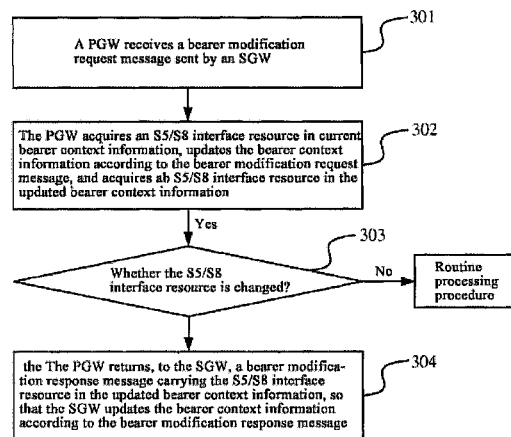 A PGW receives a bearer modification
request message sent by an SGW
301
The PGW acquires an S5/S8 interface resource in current
bearer context information, updates the bearer context
information according to the bearer modification request
message, and acquires ab S5/S8 interface resource in the
updated bearer context information
302
Yes
303
Whether the S5/S8
interface resource is changed?
No
Routine
processing
procedure
the The PGW returns, to the SGW, a bearer modifica-
tion response message carrying the S5/S8 interface
resource in the updated bearer context information, so
that the SGW updates the bearer context information
according to the bearer modification response message
304